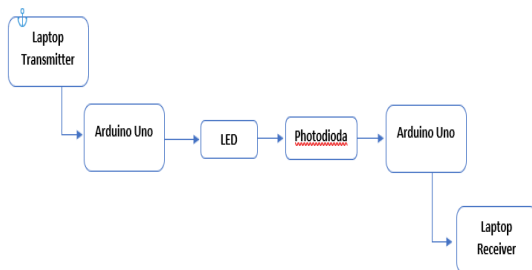 Laptop
Transmitter
Arduino Uno
LED
Photodioda
Arduino Uno
Laptop
Receiver